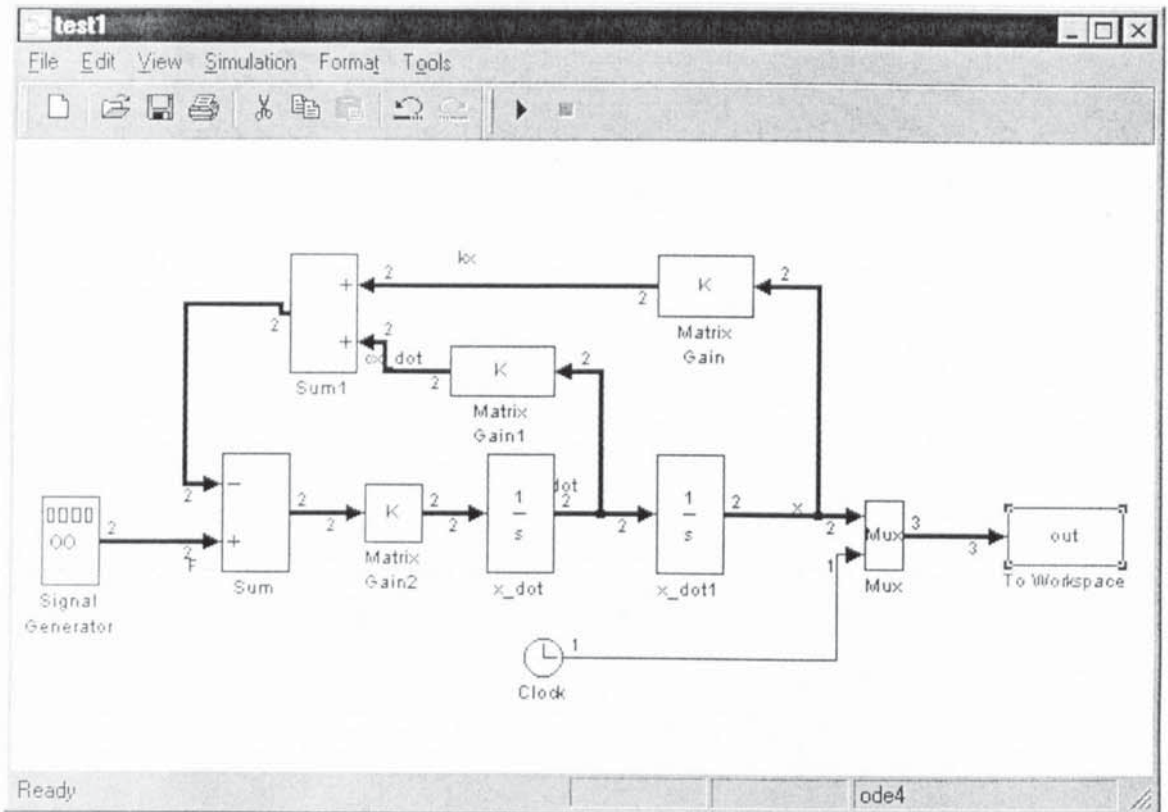 test1
File Edit View Simulation Format Tools
kx
2
2
2
K
Matrix
Gain
+
+
2
2
Sum1
cx_dot
2
2
K
Matrix
Gain1
2
−
2
+
F
Sum
2
2
Signal
Generator
2
2
K
Matrix
Gain2
2
2
1
s
x_dot
dot
2
2
1
s
x_dot1
2
x
2
1
Mux
Mux
3
3
out
To Workspace
1
Clock
Ready
ode4